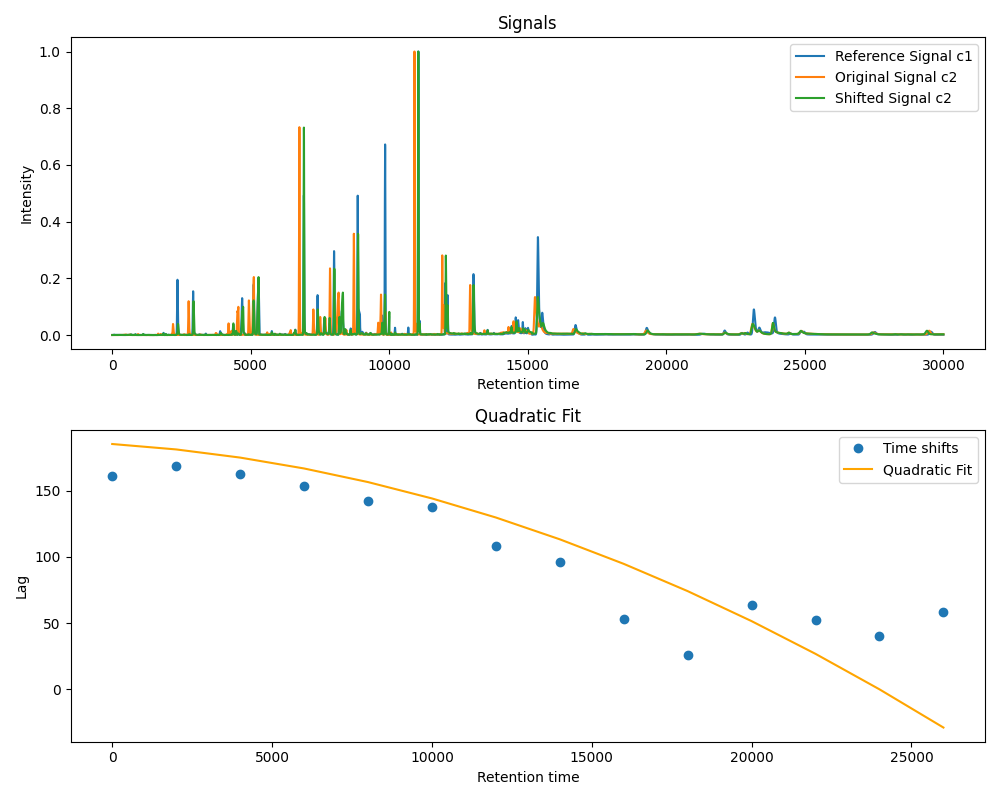 Signals
Intensity
1.0
0.8
0.6
0.4
0.2
0.0
Reference Signal c1
Original Signal c2
Shifted Signal c2
0 5000 10000 15000 20000 25000 30000
Retention time
Quadratic Fit
Lag
150
100
50
0
Time shifts
Quadratic Fit
0 5000 10000 15000 20000 25000
Retention time